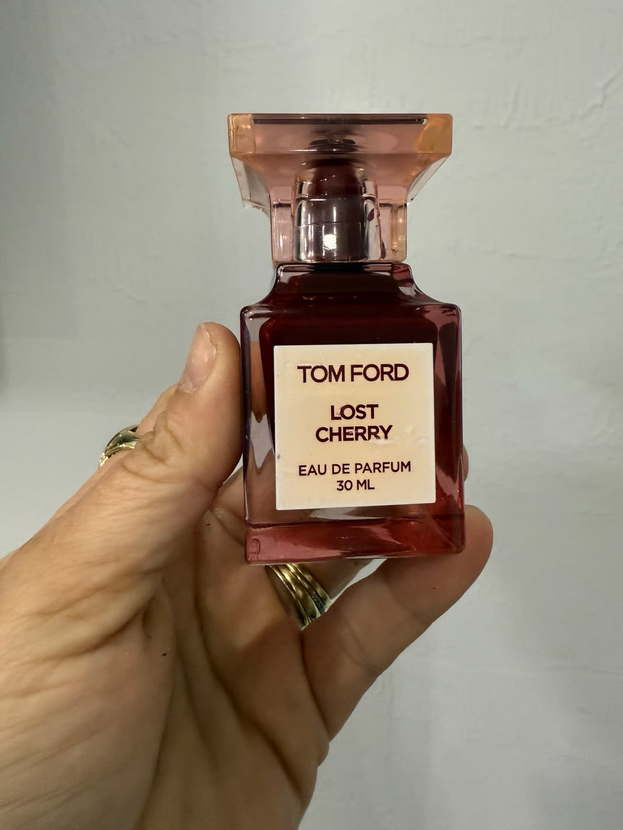 TOM FORD
LOST
CHERRY
EAU DE PARFUM
30 ML